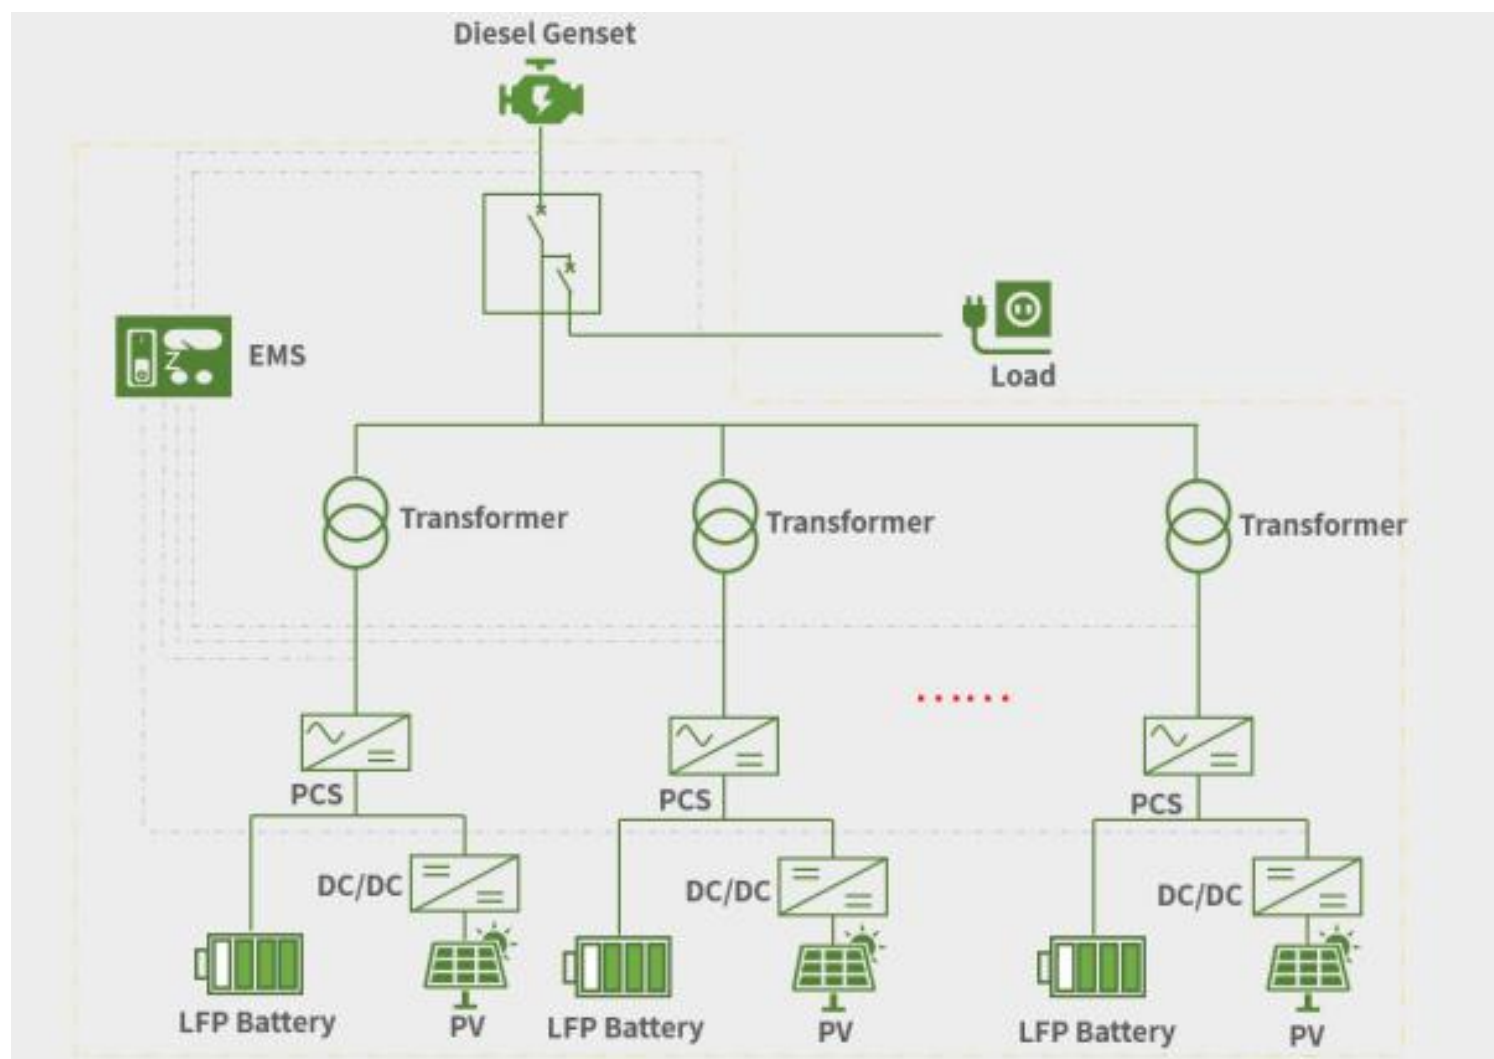 Diesel Genset
EMS
Load
Transformer
Transformer
Transformer
......
PCS
PCS
PCS
DC/DC
DC/DC
DC/DC
LFP Battery
PV
LFP Battery
PV
LFP Battery
PV